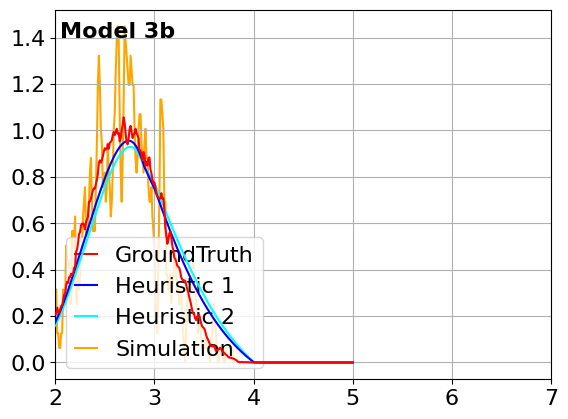 Model 3b
1.4
1.2
1.0
0.8
0.6
0.4
0.2
0.0
GroundTruth
Heuristic 1
Heuristic 2
Simulation
2 3 4 5 6 7